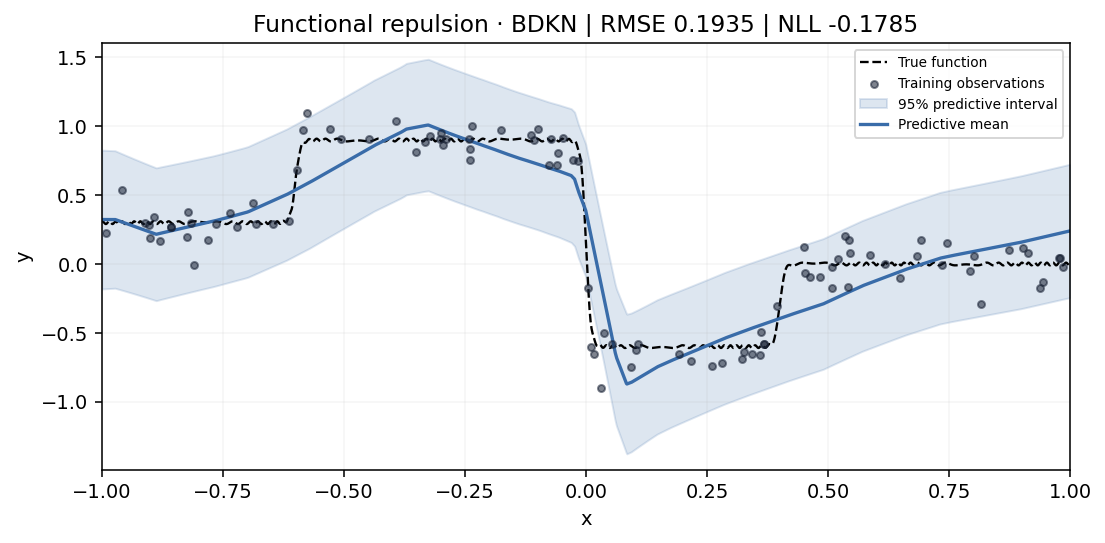 Functional repulsion · BDKN | RMSE 0.1935 | NLL -0.1785
True function
Training observations
95% predictive interval
Predictive mean
y
1.5
1.0
0.5
0.0
−0.5
−1.0
−1.00
−0.75
−0.50
−0.25
0.00
0.25
0.50
0.75
1.00
x